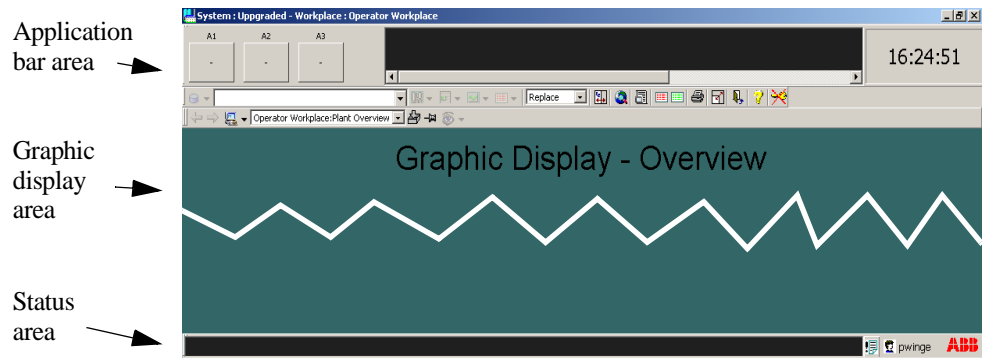 System : Uppgraded - Workplace : Operator Workplace
Application
bar area
A1 A2 A3
- - -
16:24:51
Replace
Operator Workplace:Plant Overview
Graphic
display
area
Graphic Display - Overview
Status
area
pwinge ABB